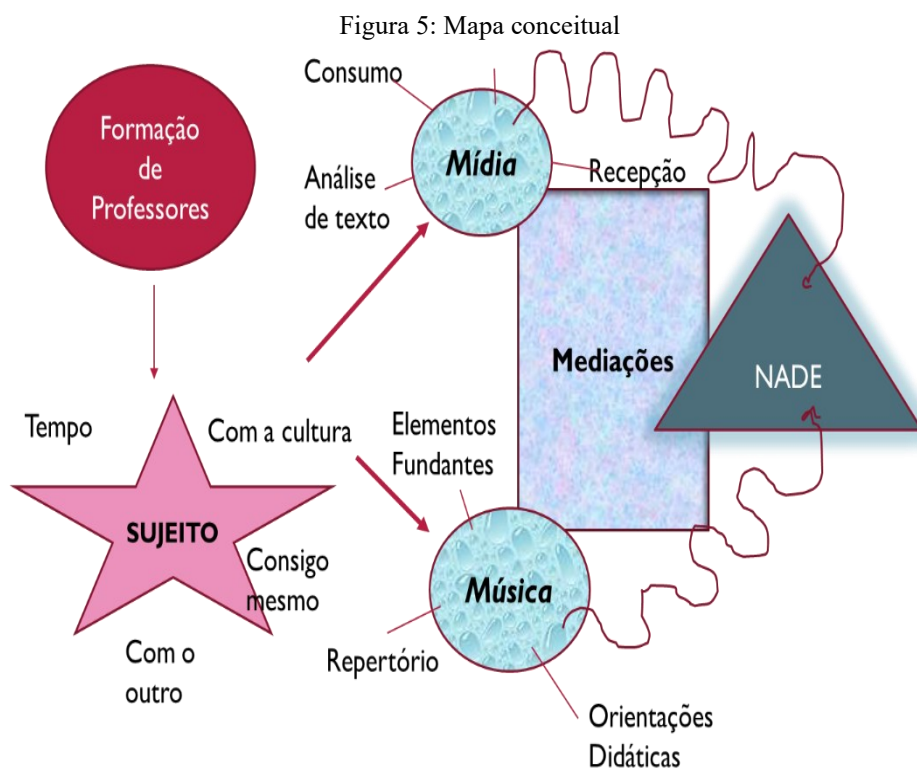 Figura 5: Mapa conceitual
Formação
de
Professores
Consumo
Mídia
Análise
de texto
Recepção
Mediações
NADE
Tempo
Com a cultura
SUJEITO
Consigo
mesmo
Com o
outro
Elementos
Fundantes
Música
Repertório
Orientações
Didáticas